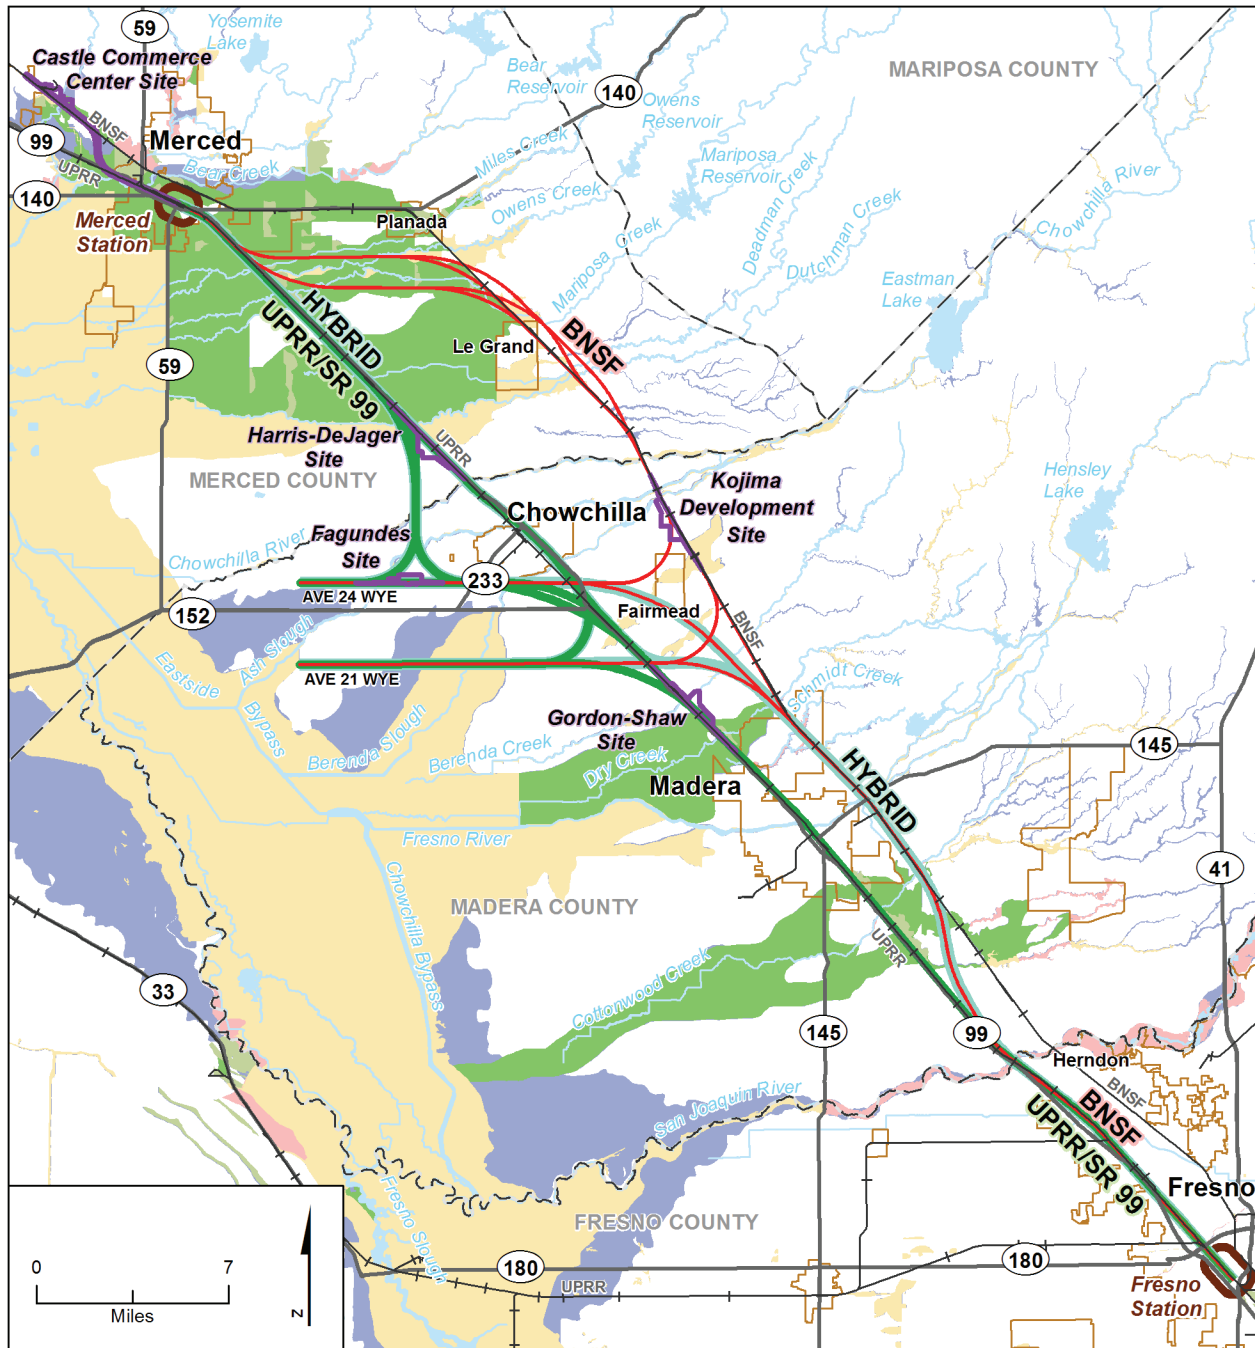 59
Yosemite
Lake
Castle Commerce
Center Site
Bear
Reservoir
MARIPOSA COUNTY
140
Owens
Reservoir
BNSF
99
Merced
UPRR
Bear Creek
Miles Creek
Mariposa
Reservoir
Deadman Creek
Chowchilla River
140
Merced
Station
Owens Creek
Planada
Dutchman Creek
Mariposa Creek
Eastman
Lake
HYBRID
UPRR/SR 99
BNSF
Le Grand
59
Harris-DeJager
Site
UPRR
MERCED COUNTY
Hensley
Lake
Kojima
Development
Site
Chowchilla
Fagundes
Site
Chowchilla River
233
AVE 24 WYE
152
Fairmead
BNSF
Ash Slough
Eastside
Bypass
AVE 21 WYE
Schmidt Creek
Gordon-Shaw
Site
Berenda Slough
Berenda Creek
Dry Creek
145
HYBRID
Madera
Fresno River
41
Chowchilla Bypass
MADERA COUNTY
UPRR
Cottonwood Creek
33
145
99
Herndon
BNSF
San Joaquin River
BNSF
UPRR/SR 99
Fresno
Fresno Slough
FRESNO COUNTY
180
180
UPRR
Fresno
Station
0
7
Miles
N